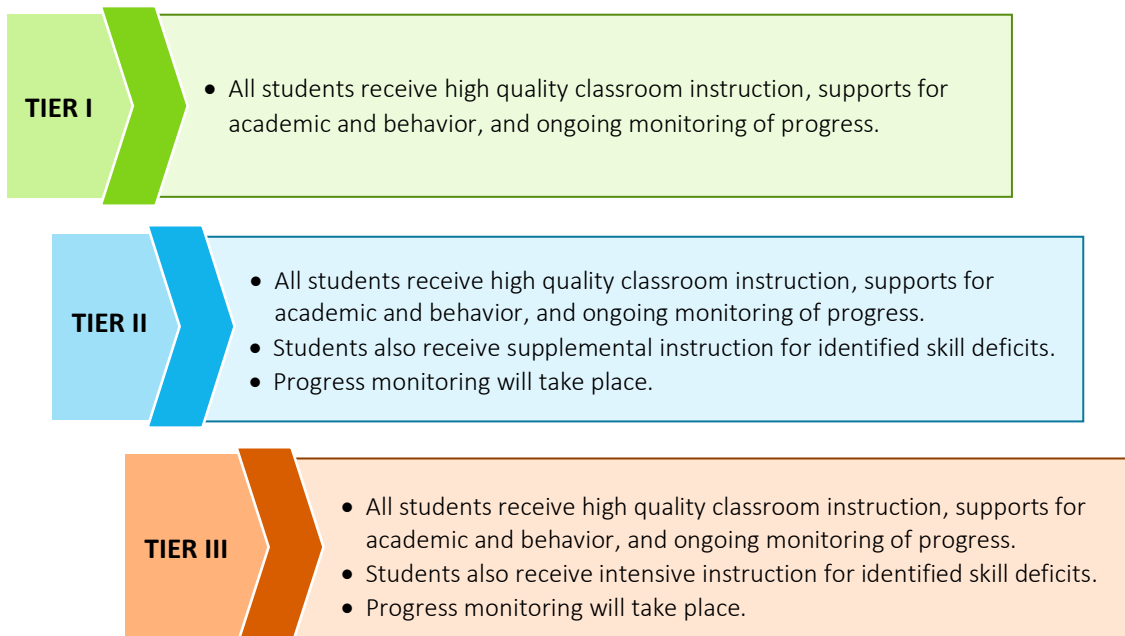 TIER I
• All students receive high quality classroom instruction, supports for
academic and behavior, and ongoing monitoring of progress.
TIER II
• All students receive high quality classroom instruction, supports for
academic and behavior, and ongoing monitoring of progress.
• Students also receive supplemental instruction for identified skill deficits.
• Progress monitoring will take place.
TIER III
• All students receive high quality classroom instruction, supports for
academic and behavior, and ongoing monitoring of progress.
• Students also receive intensive instruction for identified skill deficits.
• Progress monitoring will take place.